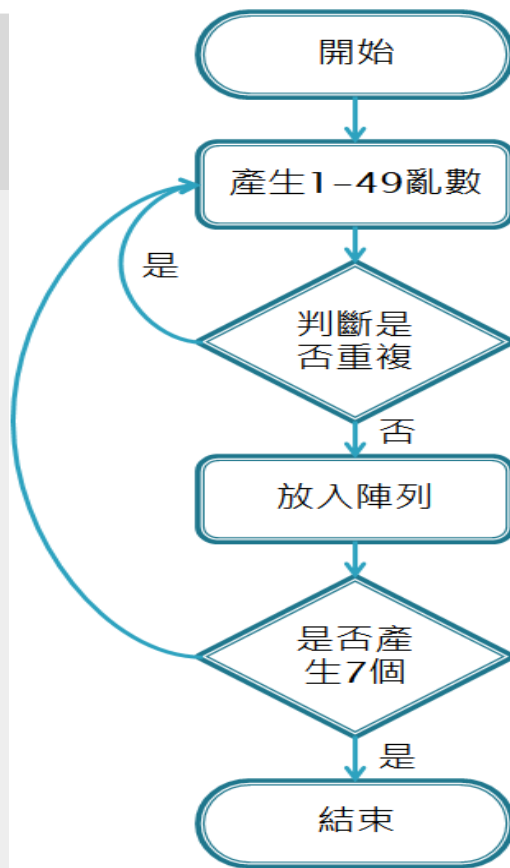 開始
產生1-49亂數
是
判斷是
否重複
否
放入陣列
是否產
生7個
是
結束